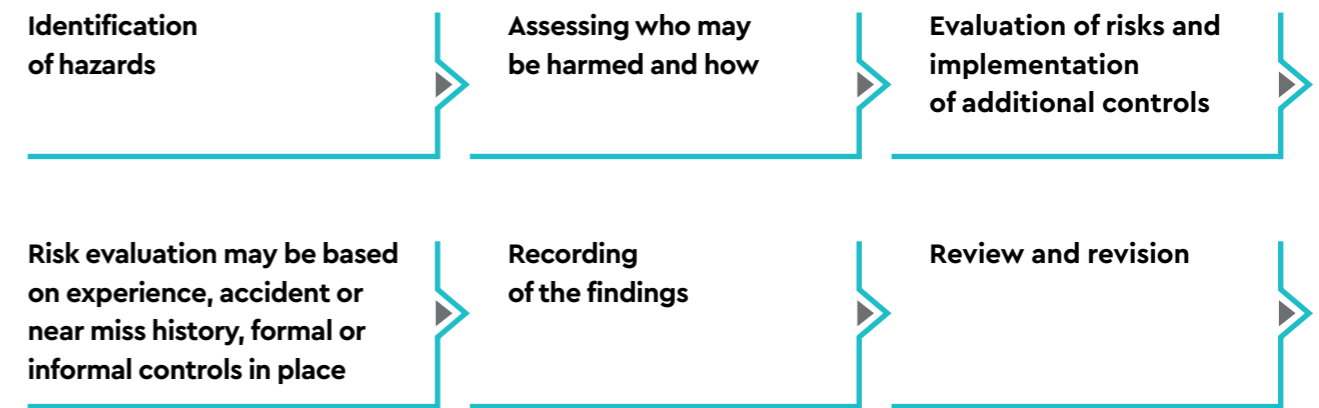 Identification
of hazards
Assessing who may
be harmed and how
Evaluation of risks and
implementation
of additional controls
Risk evaluation may be based
on experience, accident or
near miss history, formal or
informal controls in place
Recording
of the findings
Review and revision